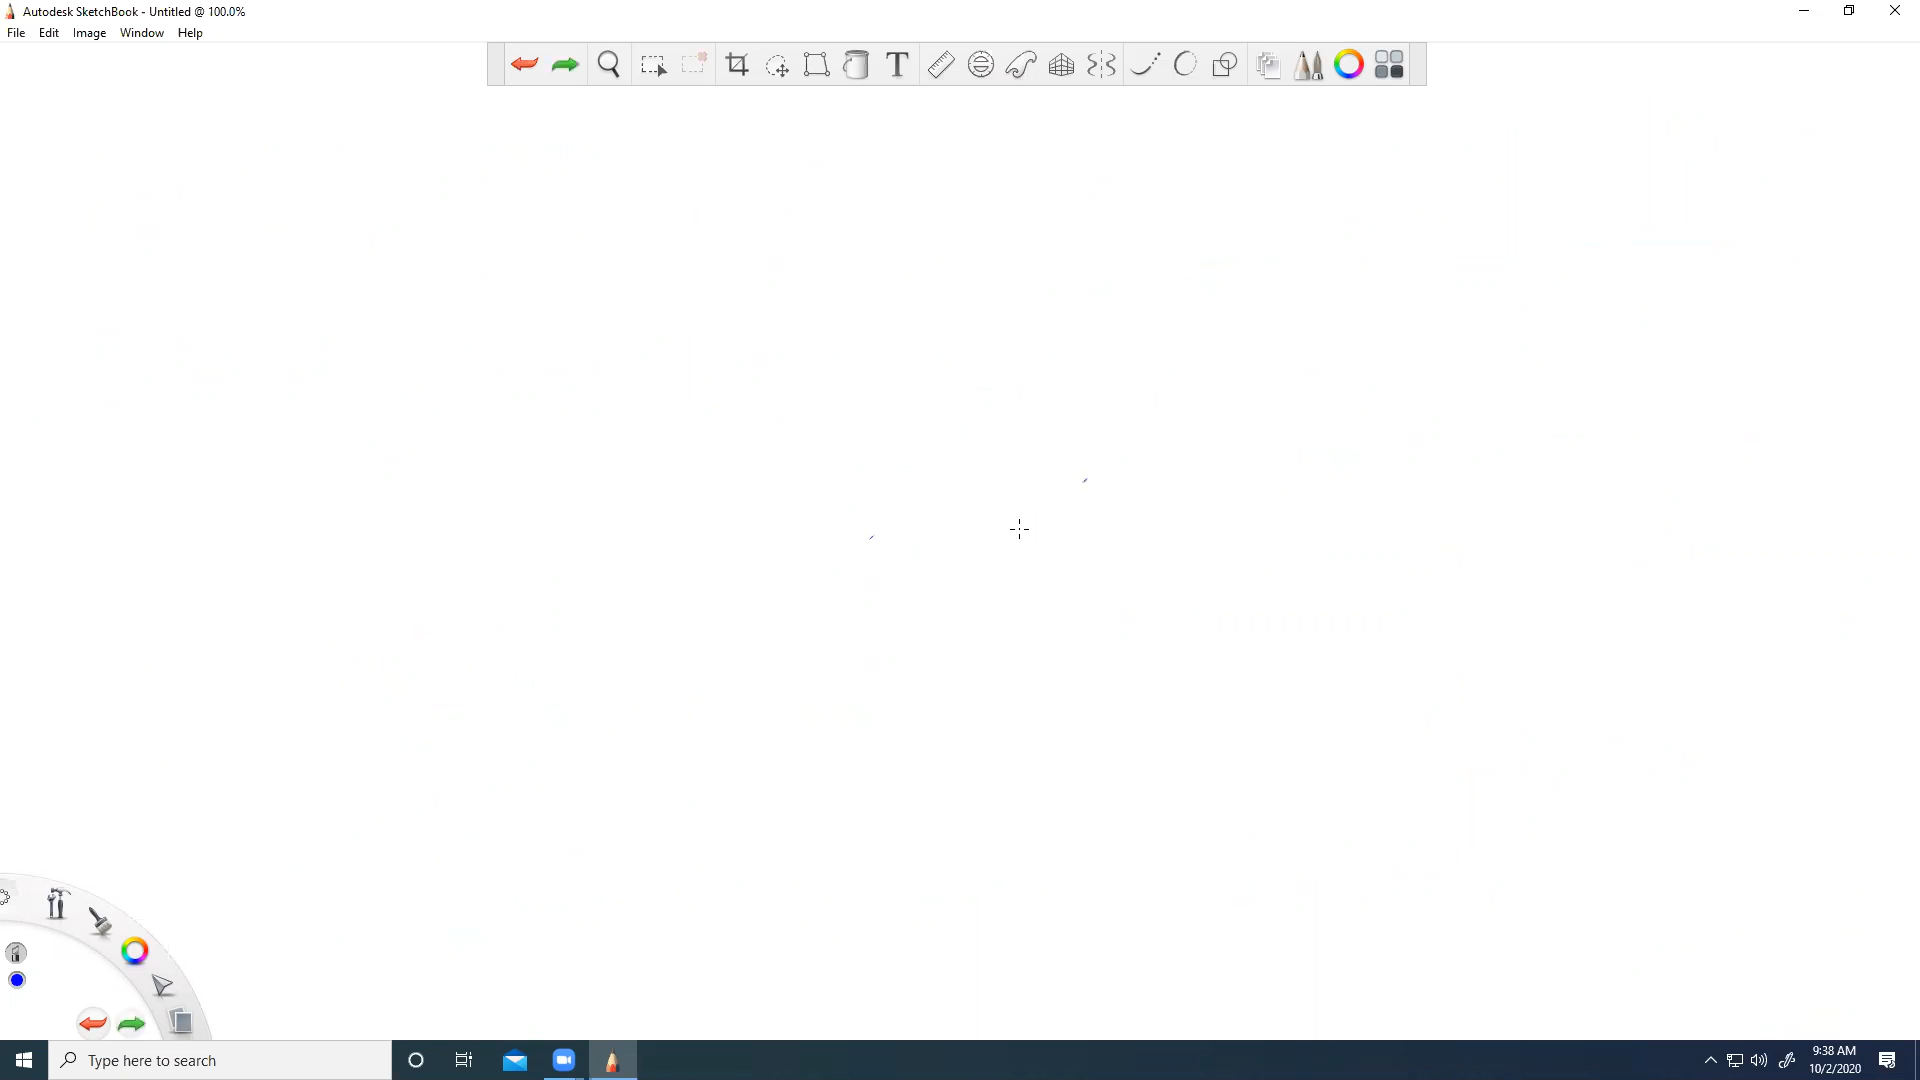 Autodesk SketchBook - Untitled @ 100.0%
File Edit Image Window Help
T
Type here to search
9:38 AM
10/2/2020